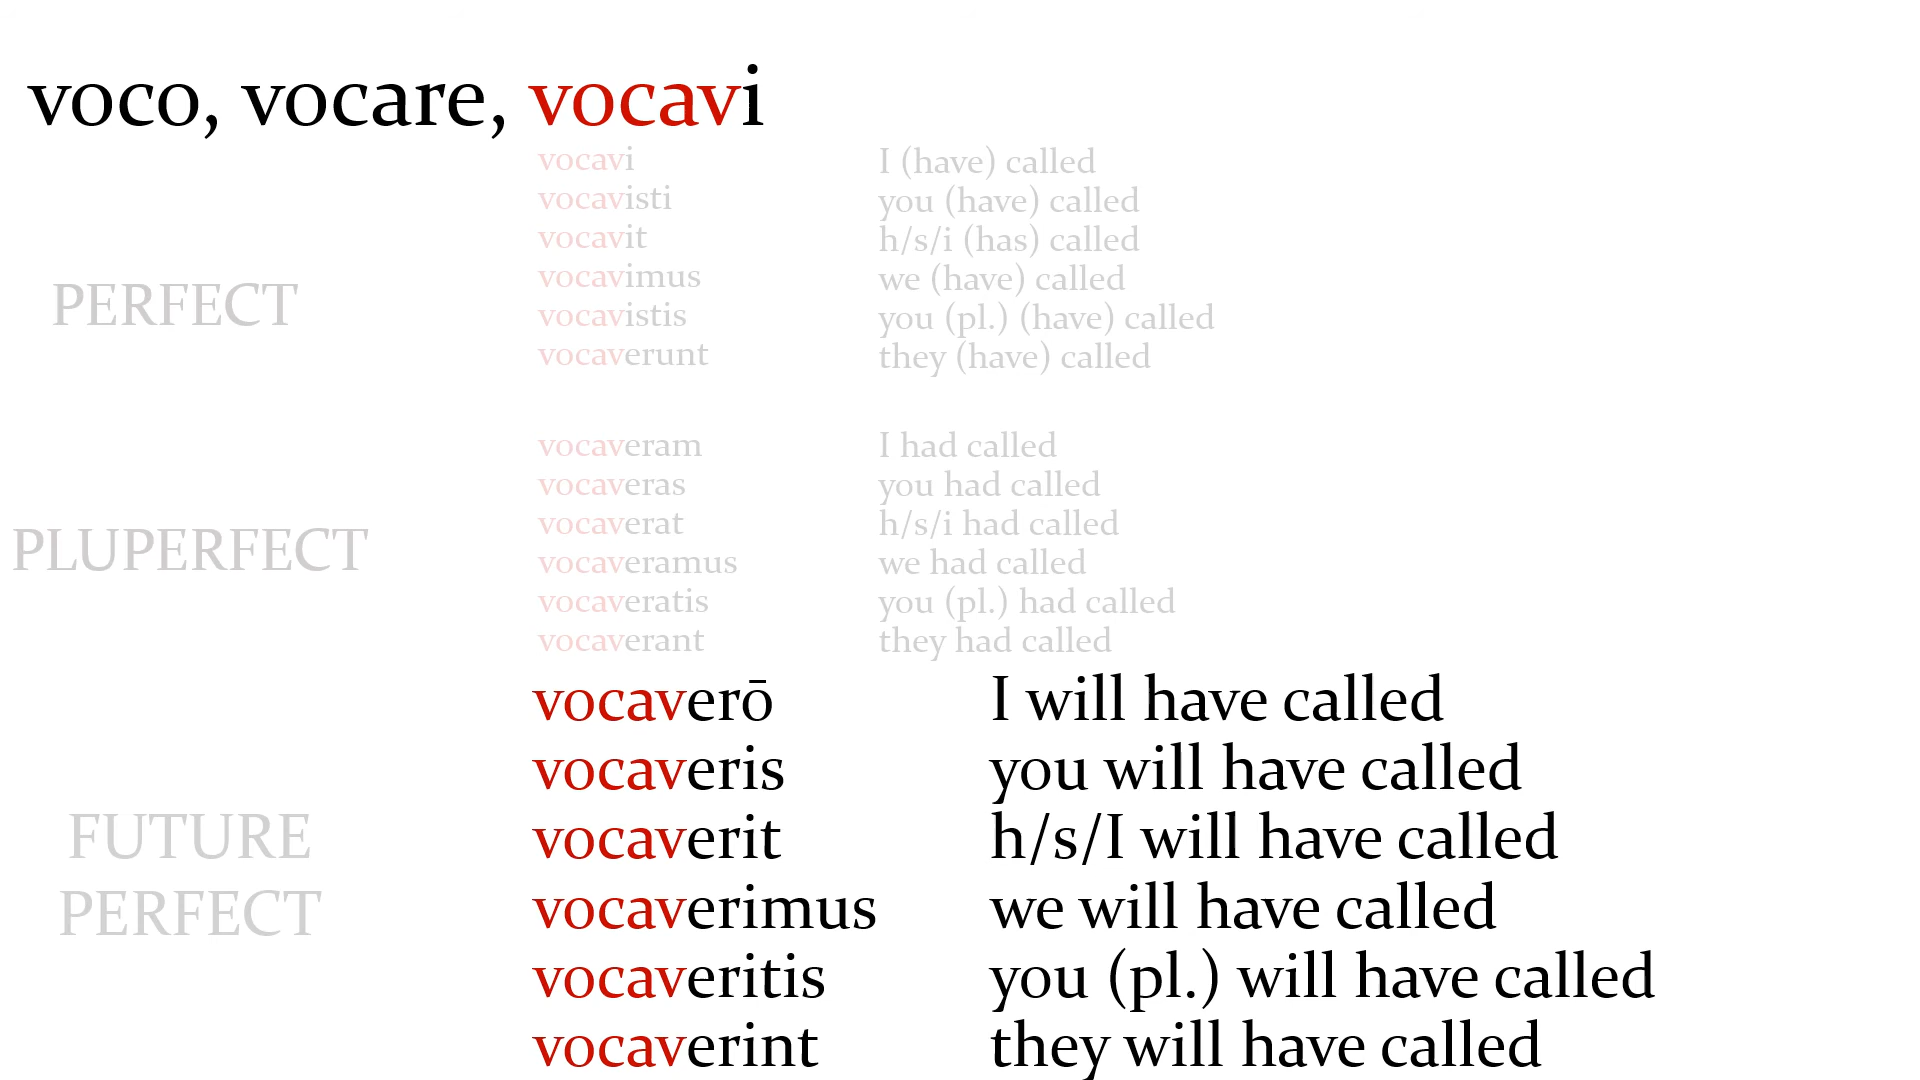 voco, vocare, vocavi
vocavi I (have) called
vocavisti you (have) called
vocavit h/s/i (has) called
vocavimus we (have) called
PERFECT
vocavistis you (pl.) (have) called
vocaverunt they (have) called
vocaveram I had called
vocaveras you had called
vocaverat h/s/i had called
PLUPERFECT
vocaveramus we had called
vocaveratis you (pl.) had called
vocaverant they had called
vocaverō I will have called
vocaveris you will have called
FUTURE
vocaverit h/s/I will have called
PERFECT
vocaverimus we will have called
vocaveritis you (pl.) will have called
vocaverint they will have called